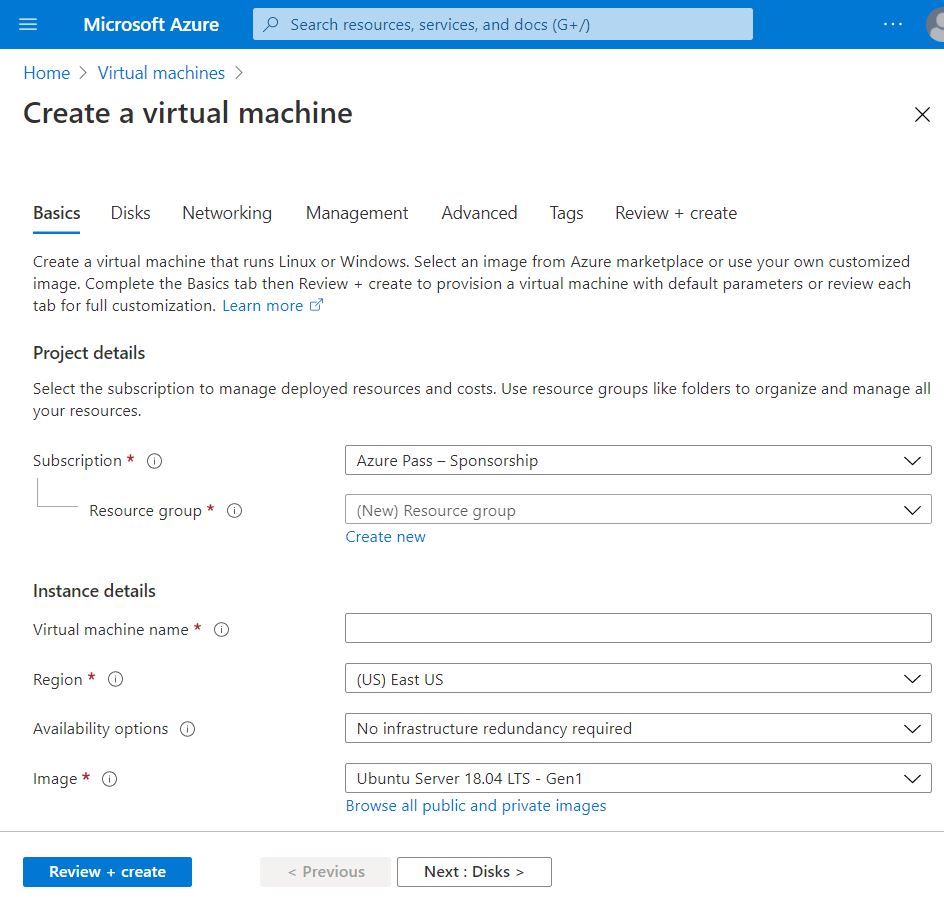 Microsoft Azure
Search resources, services, and docs (G+/)
...
Home > Virtual machines >
Create a virtual machine
Basics Disks Networking Management Advanced Tags Review + create
Create a virtual machine that runs Linux or Windows. Select an image from Azure marketplace or use your own customized
image. Complete the Basics tab then Review + create to provision a virtual machine with default parameters or review each
tab for full customization. Learn more
Project details
Select the subscription to manage deployed resources and costs. Use resource groups like folders to organize and manage all
your resources.
Subscription * Azure Pass – Sponsorship
Resource group * (New) Resource group
Create new
Instance details
Virtual machine name *
Region * (US) East US
Availability options No infrastructure redundancy required
Image * Ubuntu Server 18.04 LTS - Gen1
Browse all public and private images
Review + create < Previous Next : Disks >